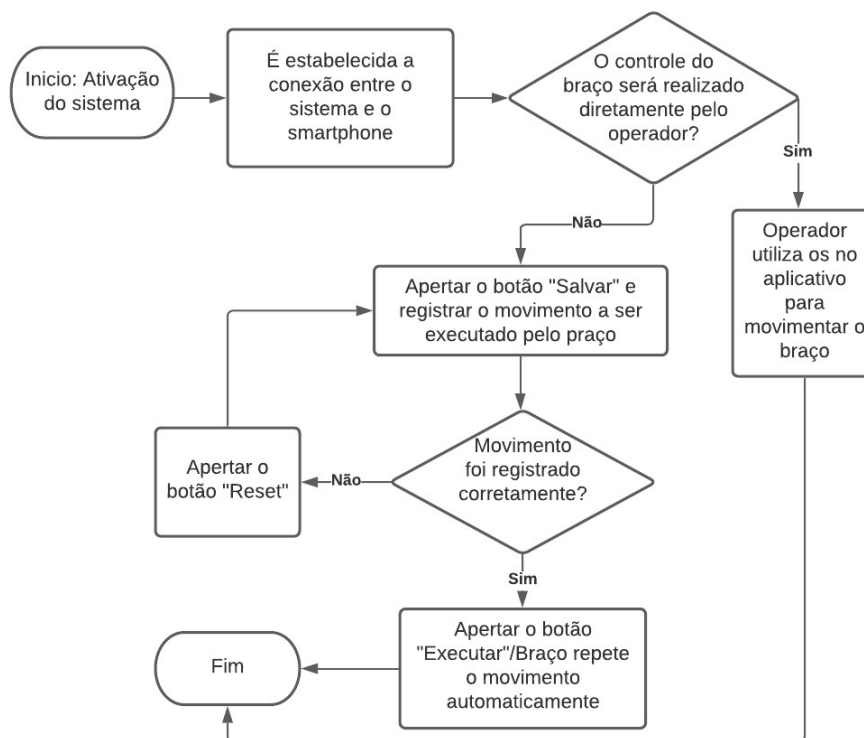 Inicio: Ativação
do sistema
É estabelecida a
conexão entre o
sistema e o
smartphone
O controle do
braço será realizado
diretamente pelo
operador?
Sim
Não
Operador
utiliza os no
aplicativo
para
movimentar o
braço
Apertar o botão "Salvar" e
registrar o movimento a ser
executado pelo praço
Movimento
foi registrado
corretamente?
Não
Apertar o
botão "Reset"
Sim
Apertar o botão
"Executar"/Braço repete
o movimento
automaticamente
Fim